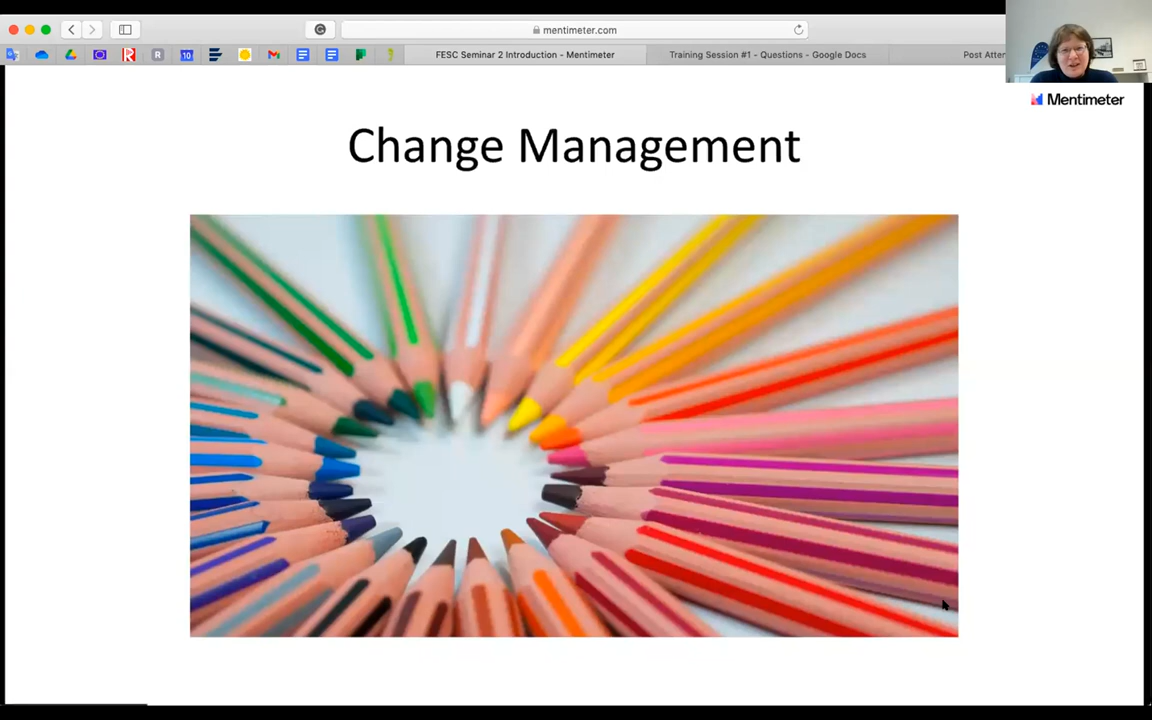 mentimeter.com
FESC Seminar 2 Introduction - Mentimeter
Training Session #1 - Questions - Google Docs
Post Atten
Mentimeter
Change Management